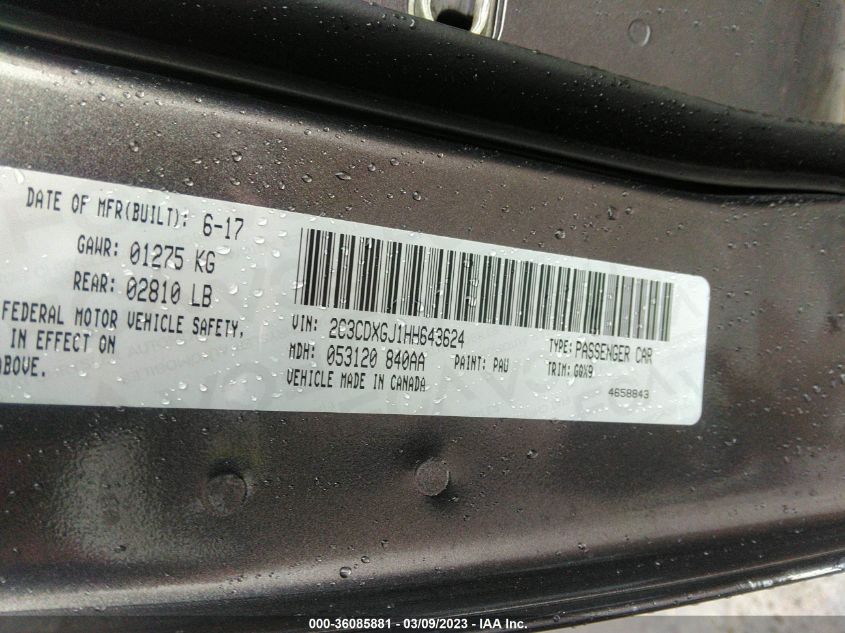 DATE OF MFR(BUILT): 6-17
GAWR: 01275 KG
REAR: 02810 LB
FEDERAL MOTOR VEHICLE SAFETY,
IN EFFECT ON
ABOVE.
VIN: 2C3CDXGJ1HH643624
MDH: 053120 840AA PAINT: PAU
VEHICLE MADE IN CANADA
TYPE: PASSENGER CAR
TRIM: GQX9
4658843
000-36085881 / 03/09/2023 - IAA Inc.